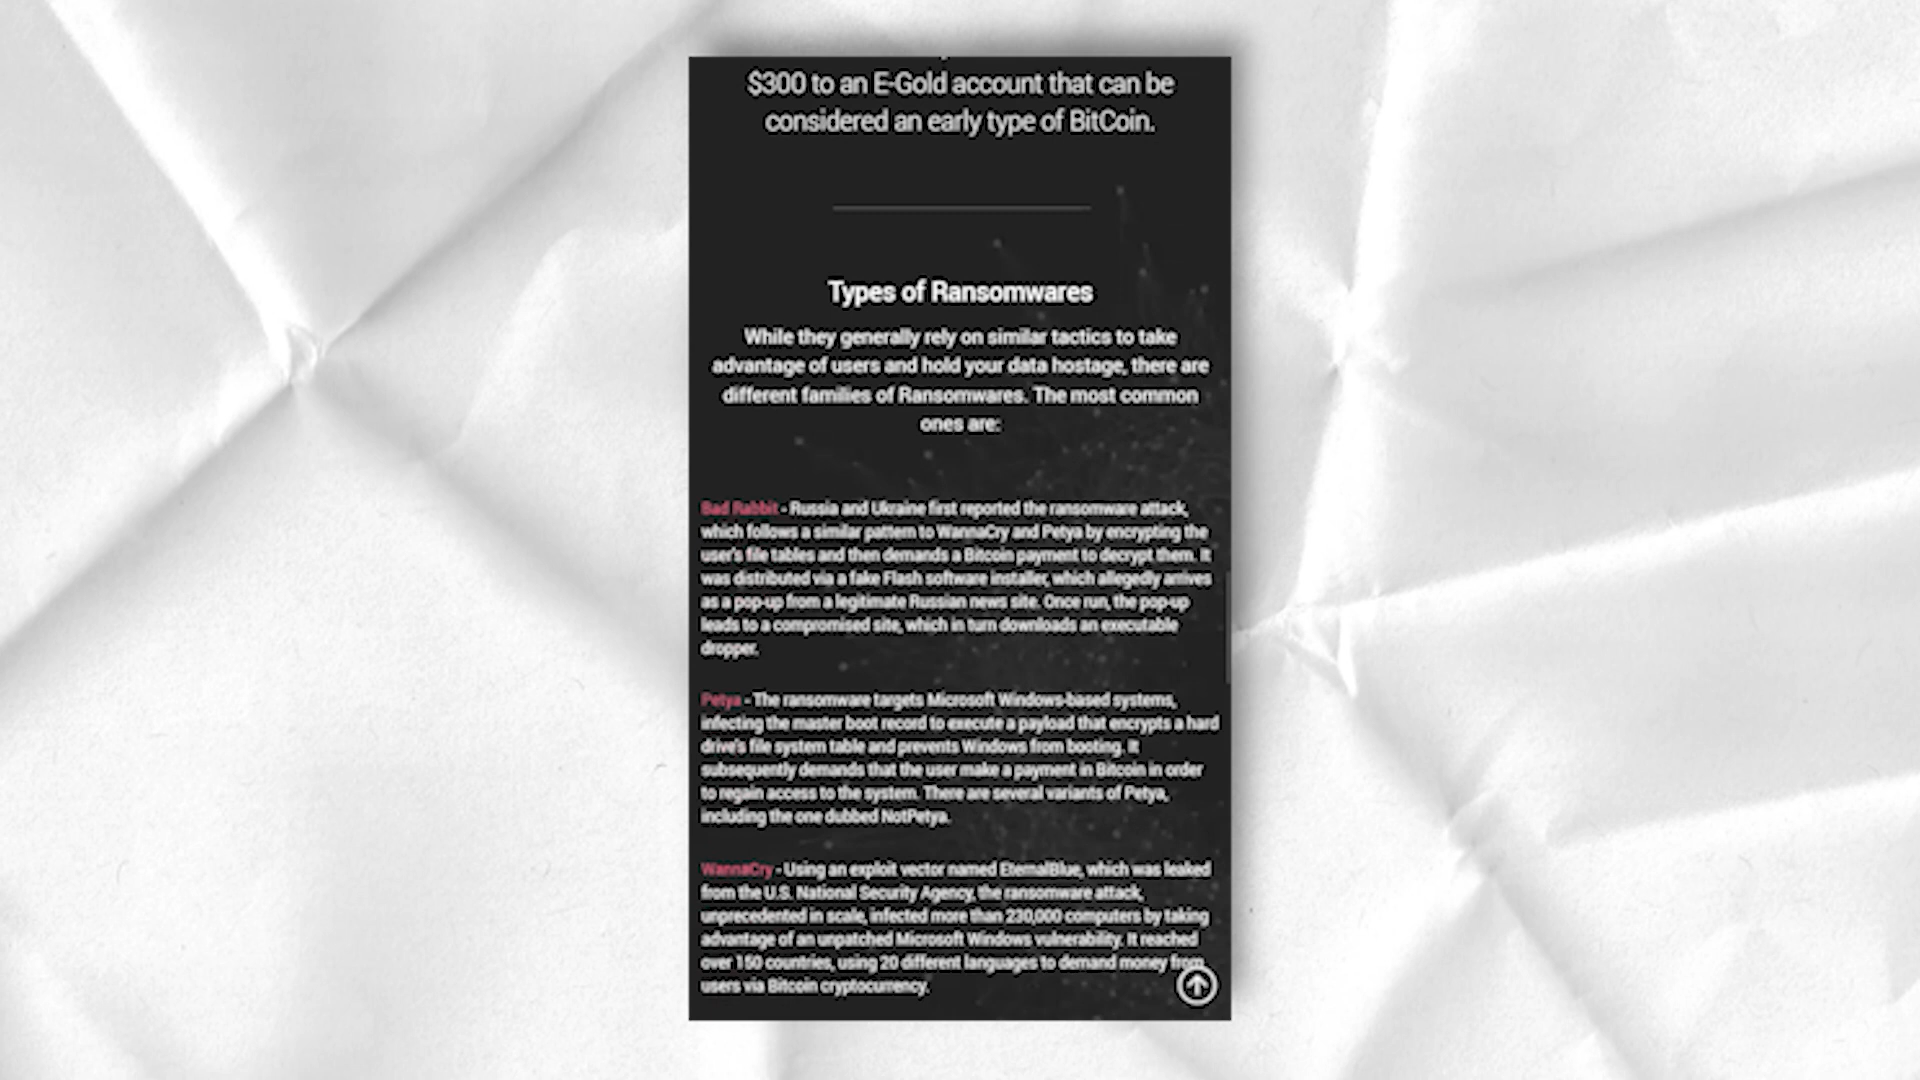 $300 to an E-Gold account that can be
considered an early type of BitCoin.
Types of Ransomwares
While they generally rely on similar tactics to take
advantage of users and hold your data hostage, there are
different families of Ransomwares. The most common
ones are:
Bad Rabbit - Russia and Ukraine first reported the ransomware attack,
which follows a similar pattern to WannaCry and Petya by encrypting the
user's file tables and then demands a Bitcoin payment to decrypt them. It
was distributed via a fake Flash software installer, which allegedly arrives
as a pop-up from a legitimate Russian news site. Once run, the pop-up
leads to a compromised site, which in turn downloads an executable
dropper.
Petya - The ransomware targets Microsoft Windows-based systems,
infecting the master boot record to execute a payload that encrypts a hard
drive's file system table and prevents Windows from booting. It
subsequently demands that the user make a payment in Bitcoin in order
to regain access to the system. There are several variants of Petya,
including the one dubbed NotPetya.
WannaCry - Using an exploit vector named EternalBlue, which was leaked
from the U.S. National Security Agency, the ransomware attack,
unprecedented in scale, infected more than 230,000 computers by taking
advantage of an unpatched Microsoft Windows vulnerability. It reached
over 150 countries, using 20 different languages to demand money from
users via Bitcoin cryptocurrency.